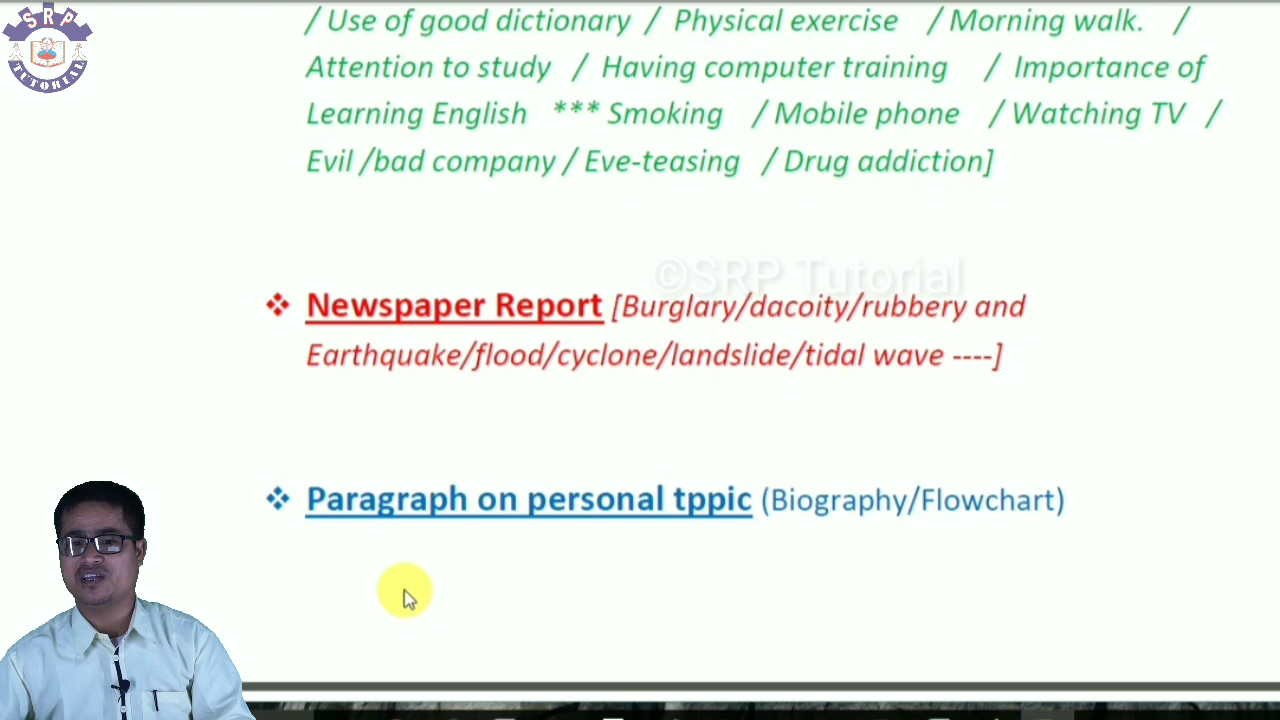 SRP
TUTORIAL
/ Use of good dictionary / Physical exercise / Morning walk. /
Attention to study / Having computer training / Importance of
Learning English *** Smoking / Mobile phone / Watching TV /
Evil /bad company / Eve-teasing / Drug addiction]
©SRP Tutorial
❖ Newspaper Report [Burglary/dacoity/rubbery and
Earthquake/flood/cyclone/landslide/tidal wave ----]
❖ Paragraph on personal tppic (Biography/Flowchart)